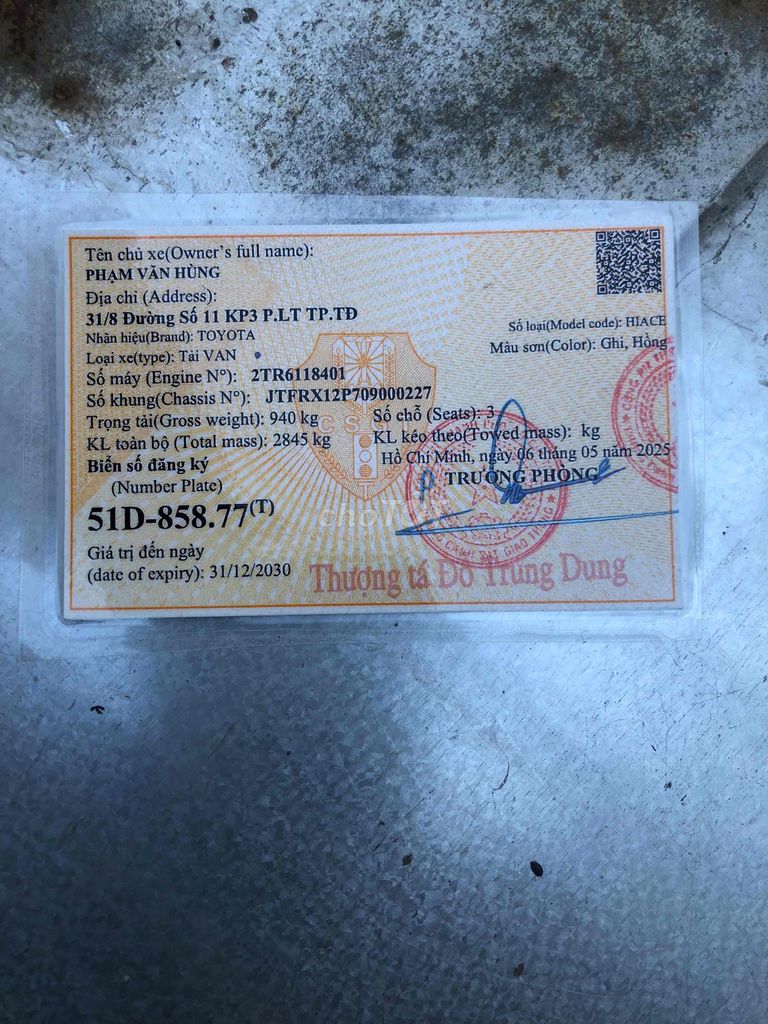 Tên chủ xe(Owner's full name):
PHẠM VĂN HÙNG
Địa chỉ (Address):
31/8 Đường Số 11 KP3 P.LT TP.TĐ
Nhãn hiệu(Brand): TOYOTA
Số loại(Model code): HIACE
Loại xe(type): Tải VAN
Màu sơn(Color): Ghi, Hồng
Số máy (Engine N°): 2TR6118401
Số khung(Chassis N°): JTFRX12P709000227
Trọng tải(Gross weight): 940 kg Số chỗ (Seats): 3
KL toàn bộ (Total mass): 2845 kg KL kéo theo(Towed mass): kg
Biển số đăng ký
Hồ Chí Minh, ngày 06 tháng 05 năm 2025
(Number Plate)
TRƯỞNG PHÒNG
51D-858.77(T)
Giá trị đến ngày
(date of expiry): 31/12/2030
Thượng tá Đỗ Trung Dung